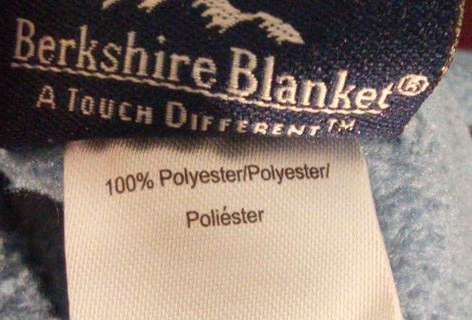 Berkshire Blanket®
A TOUCH DIFFERENT™
100% Polyester/Polyester/
Poliéster